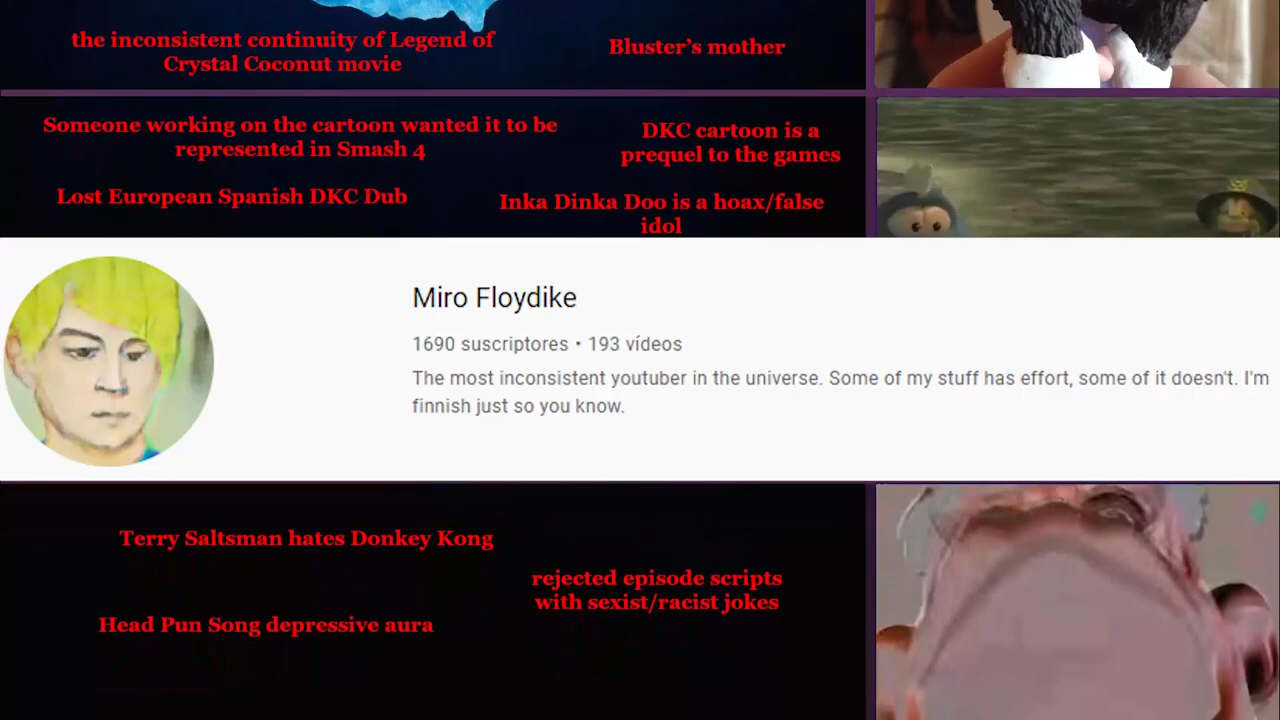 the inconsistent continuity of Legend of
Crystal Coconut movie
Bluster's mother
Someone working on the cartoon wanted it to be
represented in Smash 4
DKC cartoon is a
prequel to the games
Lost European Spanish DKC Dub
Inka Dinka Doo is a hoax/false
idol
Miro Floydike
1690 suscriptores • 193 vídeos
The most inconsistent youtuber in the universe. Some of my stuff has effort, some of it doesn't. I'm
finnish just so you know.
Terry Saltsman hates Donkey Kong
rejected episode scripts
with sexist/racist jokes
Head Pun Song depressive aura